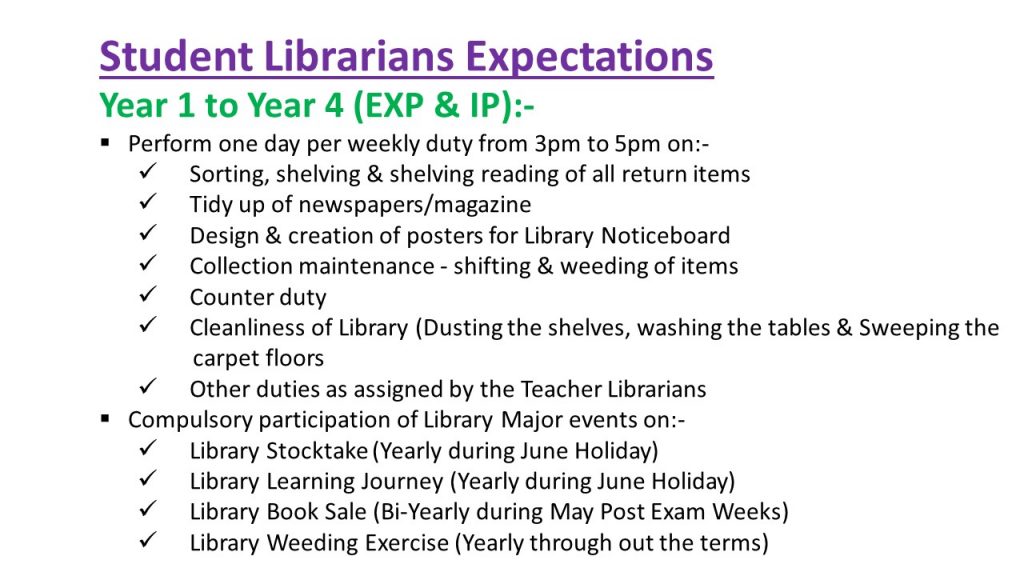 Student Librarians Expectations
Year 1 to Year 4 (EXP & IP):-
▪ Perform one day per weekly duty from 3pm to 5pm on:-
✓ Sorting, shelving & shelving reading of all return items
✓ Tidy up of newspapers/magazine
✓ Design & creation of posters for Library Noticeboard
✓ Collection maintenance - shifting & weeding of items
✓ Counter duty
✓ Cleanliness of Library (Dusting the shelves, washing the tables & Sweeping the
carpet floors
✓ Other duties as assigned by the Teacher Librarians
▪ Compulsory participation of Library Major events on:-
✓ Library Stocktake (Yearly during June Holiday)
✓ Library Learning Journey (Yearly during June Holiday)
✓ Library Book Sale (Bi-Yearly during May Post Exam Weeks)
✓ Library Weeding Exercise (Yearly through out the terms)